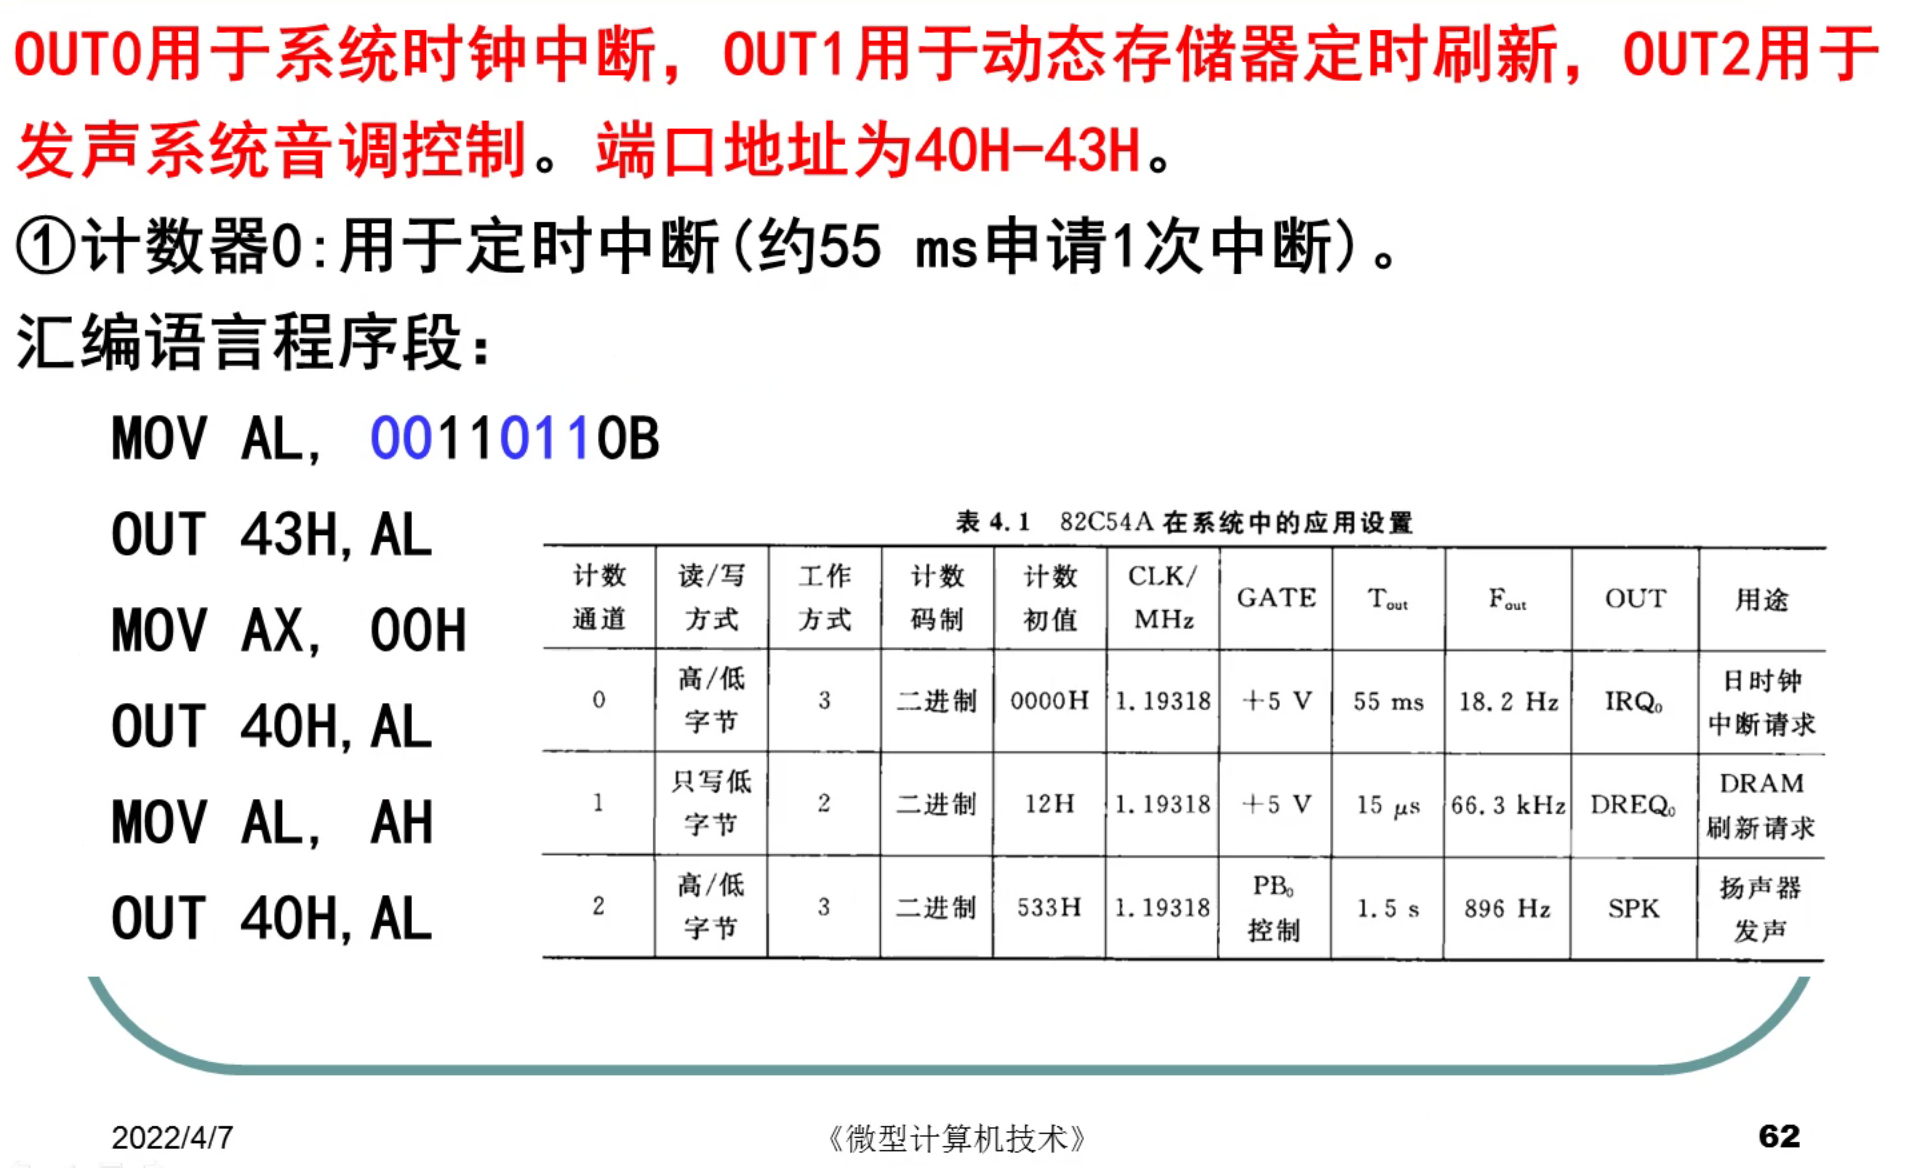 OUT0用于系统时钟中断，OUT1用于动态存储器定时刷新，OUT2用于
发声系统音调控制。端口地址为40H-43H。
①计数器0:用于定时中断(约55 ms申请1次中断)。
汇编语言程序段：
MOV AL, 00110110B
OUT 43H,AL
MOV AX, 00H
OUT 40H,AL
MOV AL, AH
OUT 40H,AL
表 4.1 82C54A 在系统中的应用设置
计数通道 读/写方式 工作方式 计数码制 计数初值 CLK/MHz GATE Tout Fout OUT 用途
0 高/低字节 3 二进制 0000H 1.19318 +5 V 55 ms 18.2 Hz IRQ0 日时钟中断请求
1 只写低字节 2 二进制 12H 1.19318 +5 V 15 μs 66.3 kHz DREQ0 DRAM刷新请求
2 高/低字节 3 二进制 533H 1.19318 PB0控制 1.5 s 896 Hz SPK 扬声器发声
2022/4/7
《微型计算机技术》
62